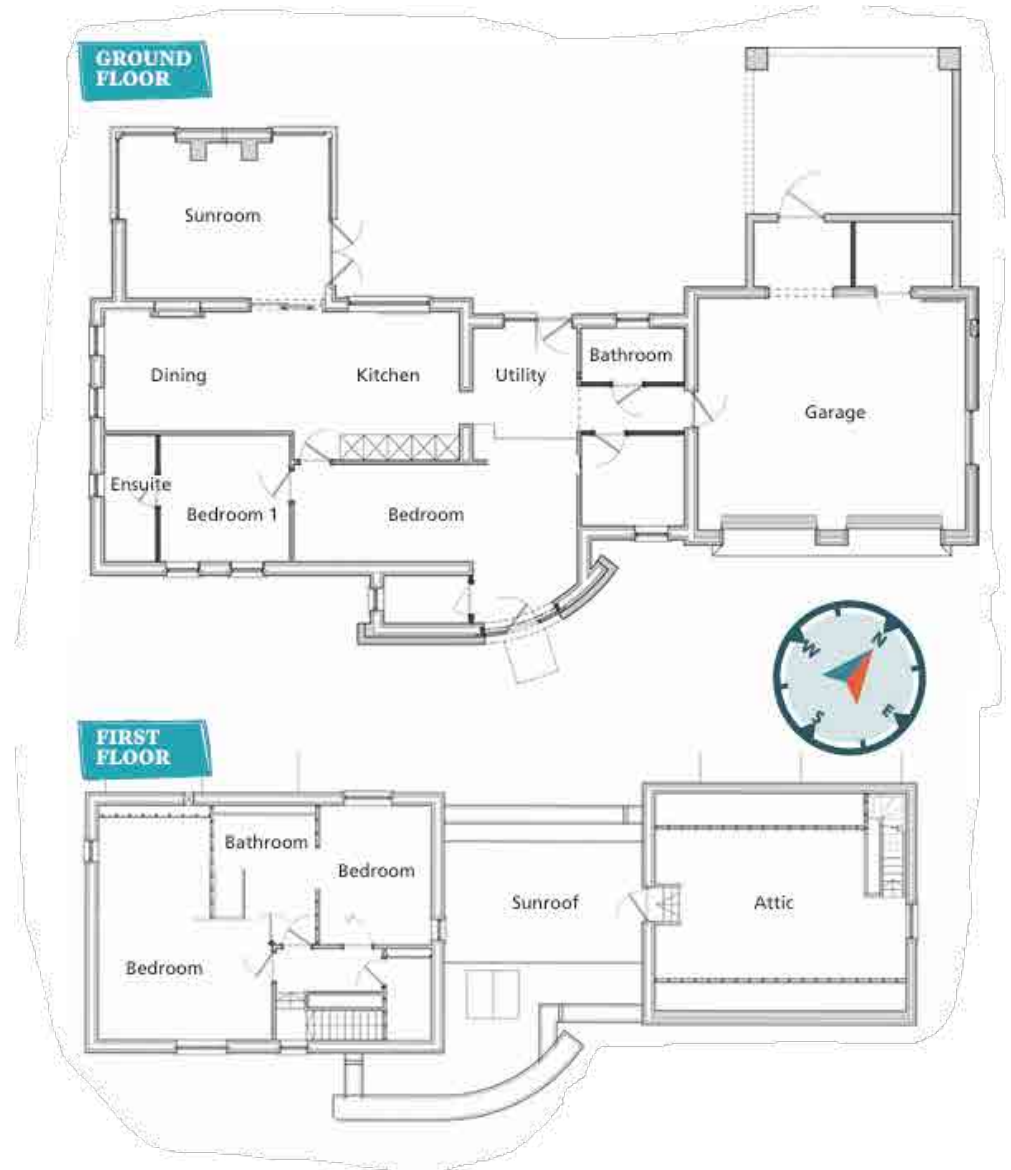 GROUND
FLOOR
Sunroom
Dining
Kitchen
Utility
Bathroom
Garage
Ensuite
Bedroom 1
Bedroom
N
W
E
S
FIRST
FLOOR
Bathroom
Bedroom
Sunroof
Attic
Bedroom